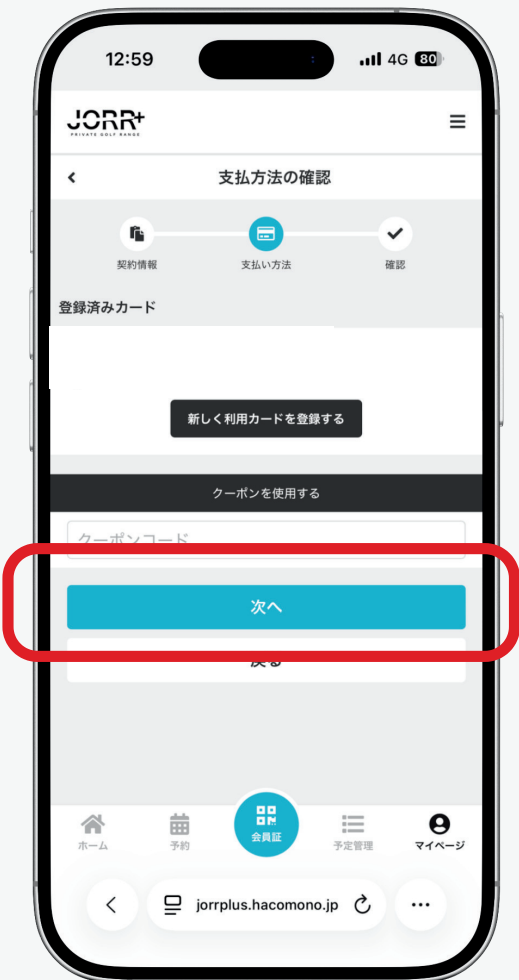 12:59
4G 80
JORR+
PRIVATE GOLF RANGE
支払方法の確認
契約情報 支払い方法 確認
登録済みカード
新しく利用カードを登録する
クーポンを使用する
クーポンコード
次へ
戻る
ホーム 予約 会員証 予定管理 マイページ
jorrplus.hacomono.jp